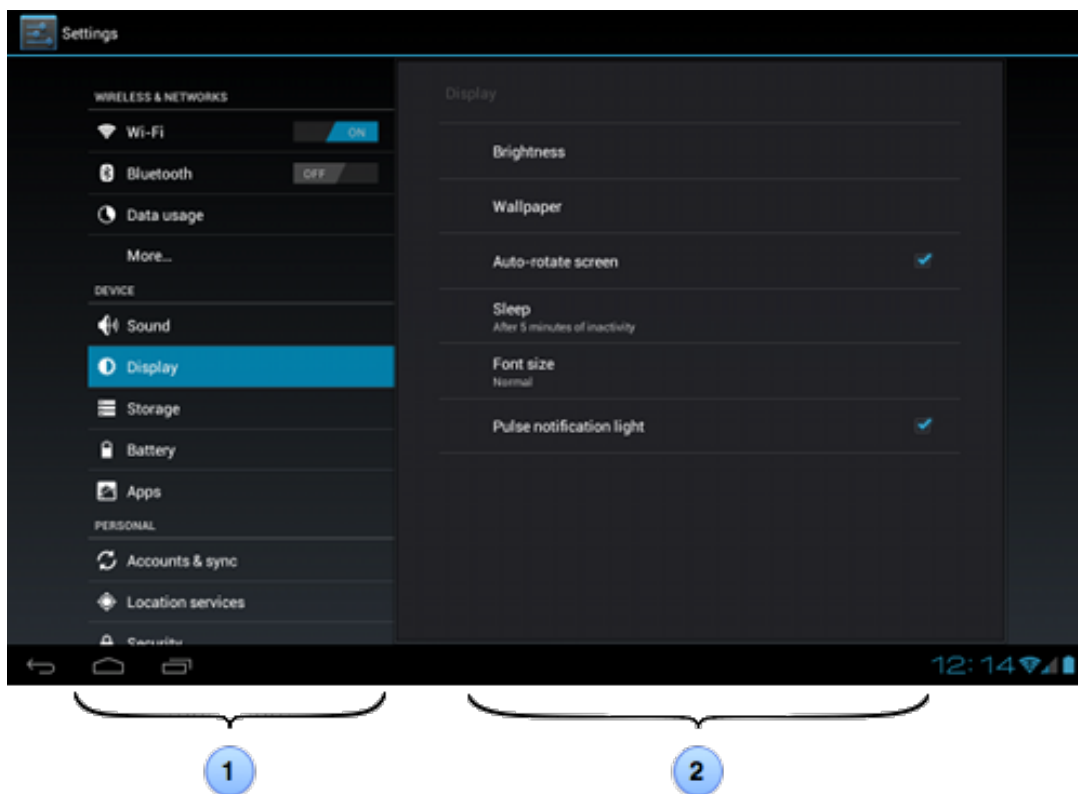 Settings
WIRELESS & NETWORKS
Wi-Fi ON
Bluetooth OFF
Data usage
More...
DEVICE
Sound
Display
Storage
Battery
Apps
PERSONAL
Accounts & sync
Location services
Security
Display
Brightness
Wallpaper
Auto-rotate screen
Sleep
After 5 minutes of inactivity
Font size
Normal
Pulse notification light
12:14
1
2